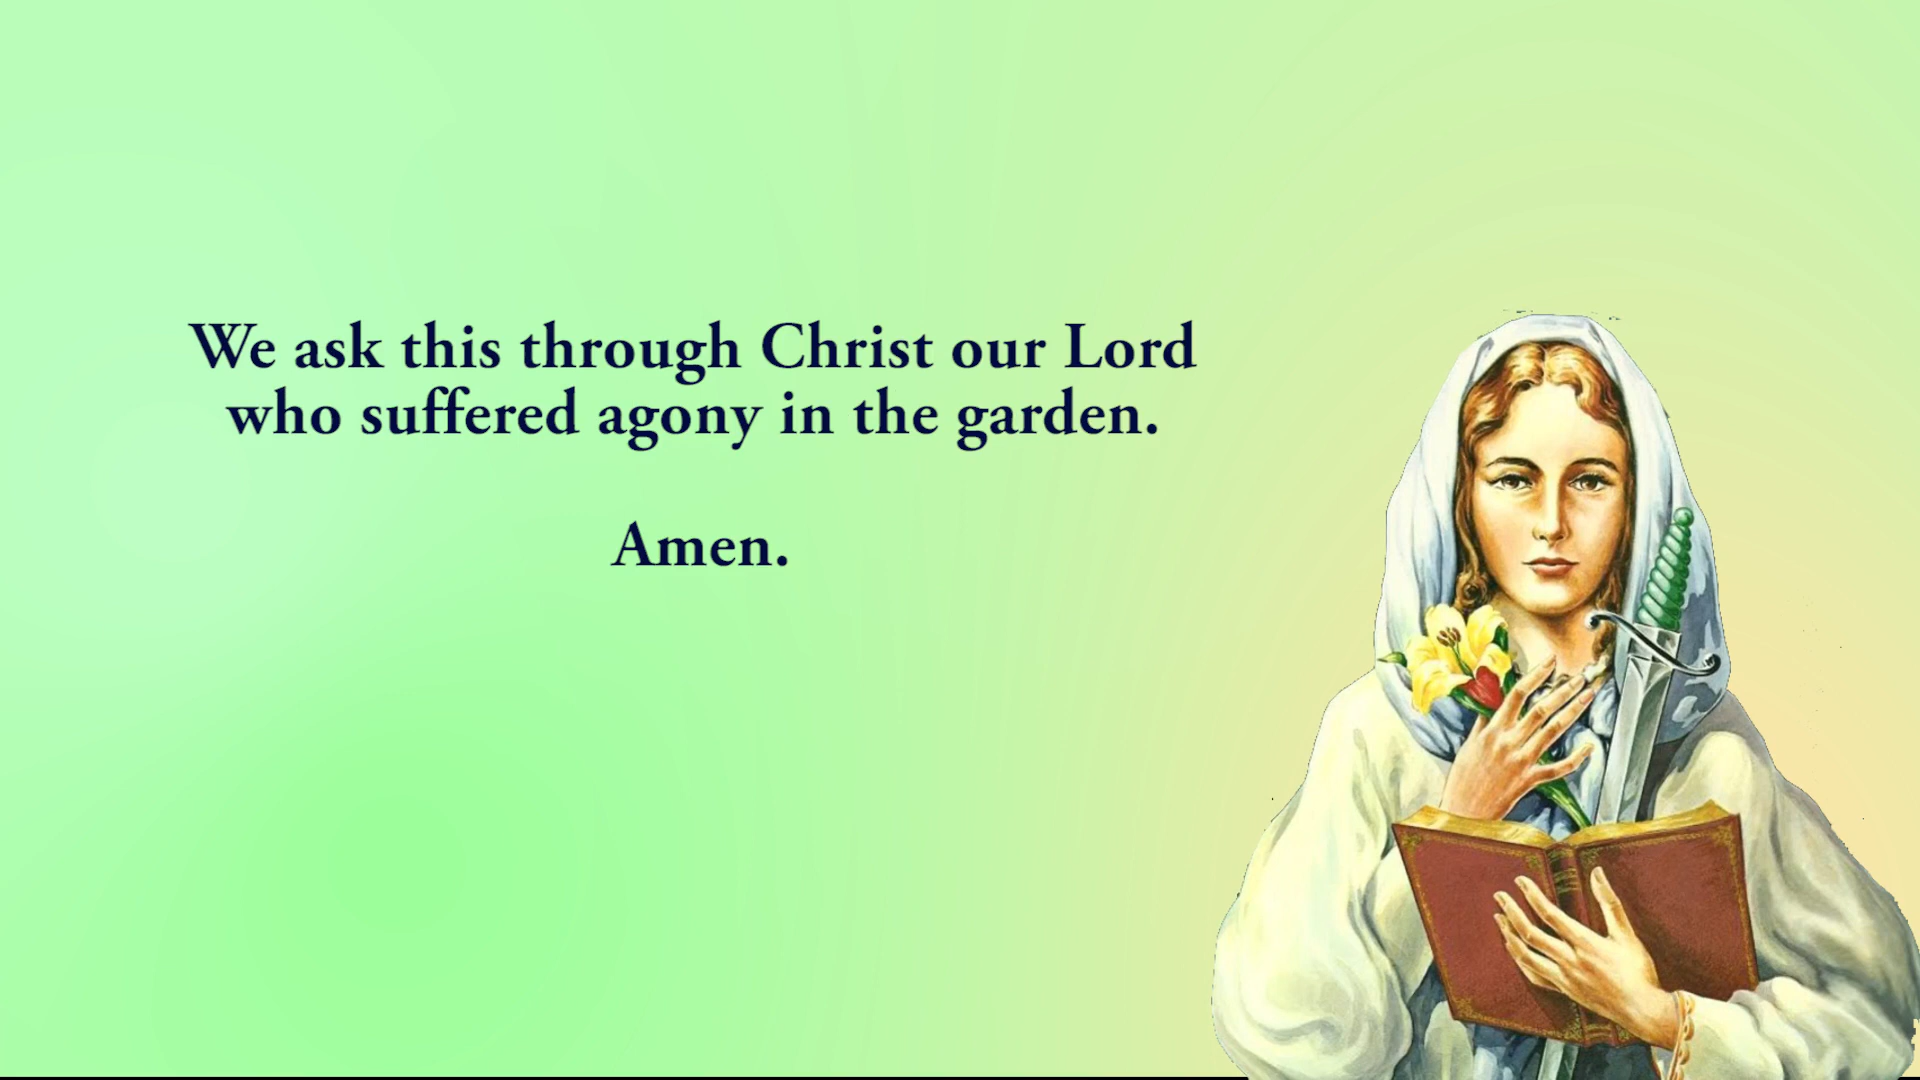 We ask this through Christ our Lord
who suffered agony in the garden.
Amen.